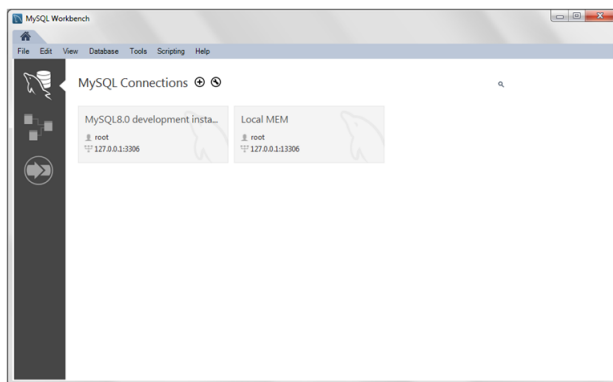 MySQL Workbench
File Edit View Database Tools Scripting Help
MySQL Connections
MySQL8.0 development insta...
root
127.0.0.1:3306
Local MEM
root
127.0.0.1:13306